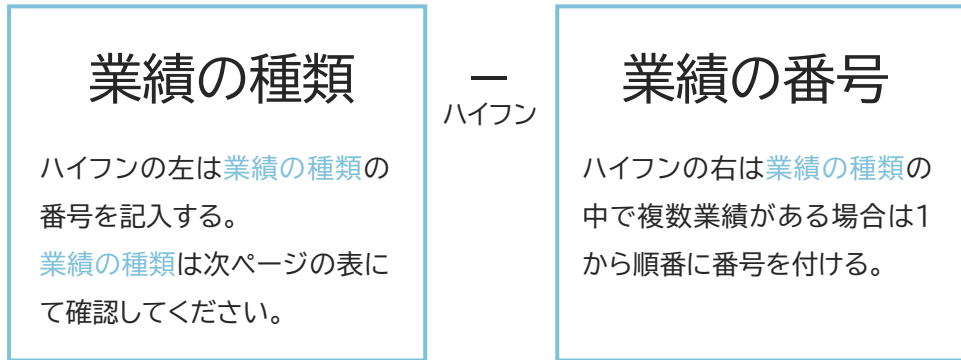 業績の種類
ハイフンの左は業績の種類の
番号を記入する。
業績の種類は次ページの表に
て確認してください。
ー
ハイフン
業績の番号
ハイフンの右は業績の種類の
中で複数業績がある場合は1
から順番に番号を付ける。